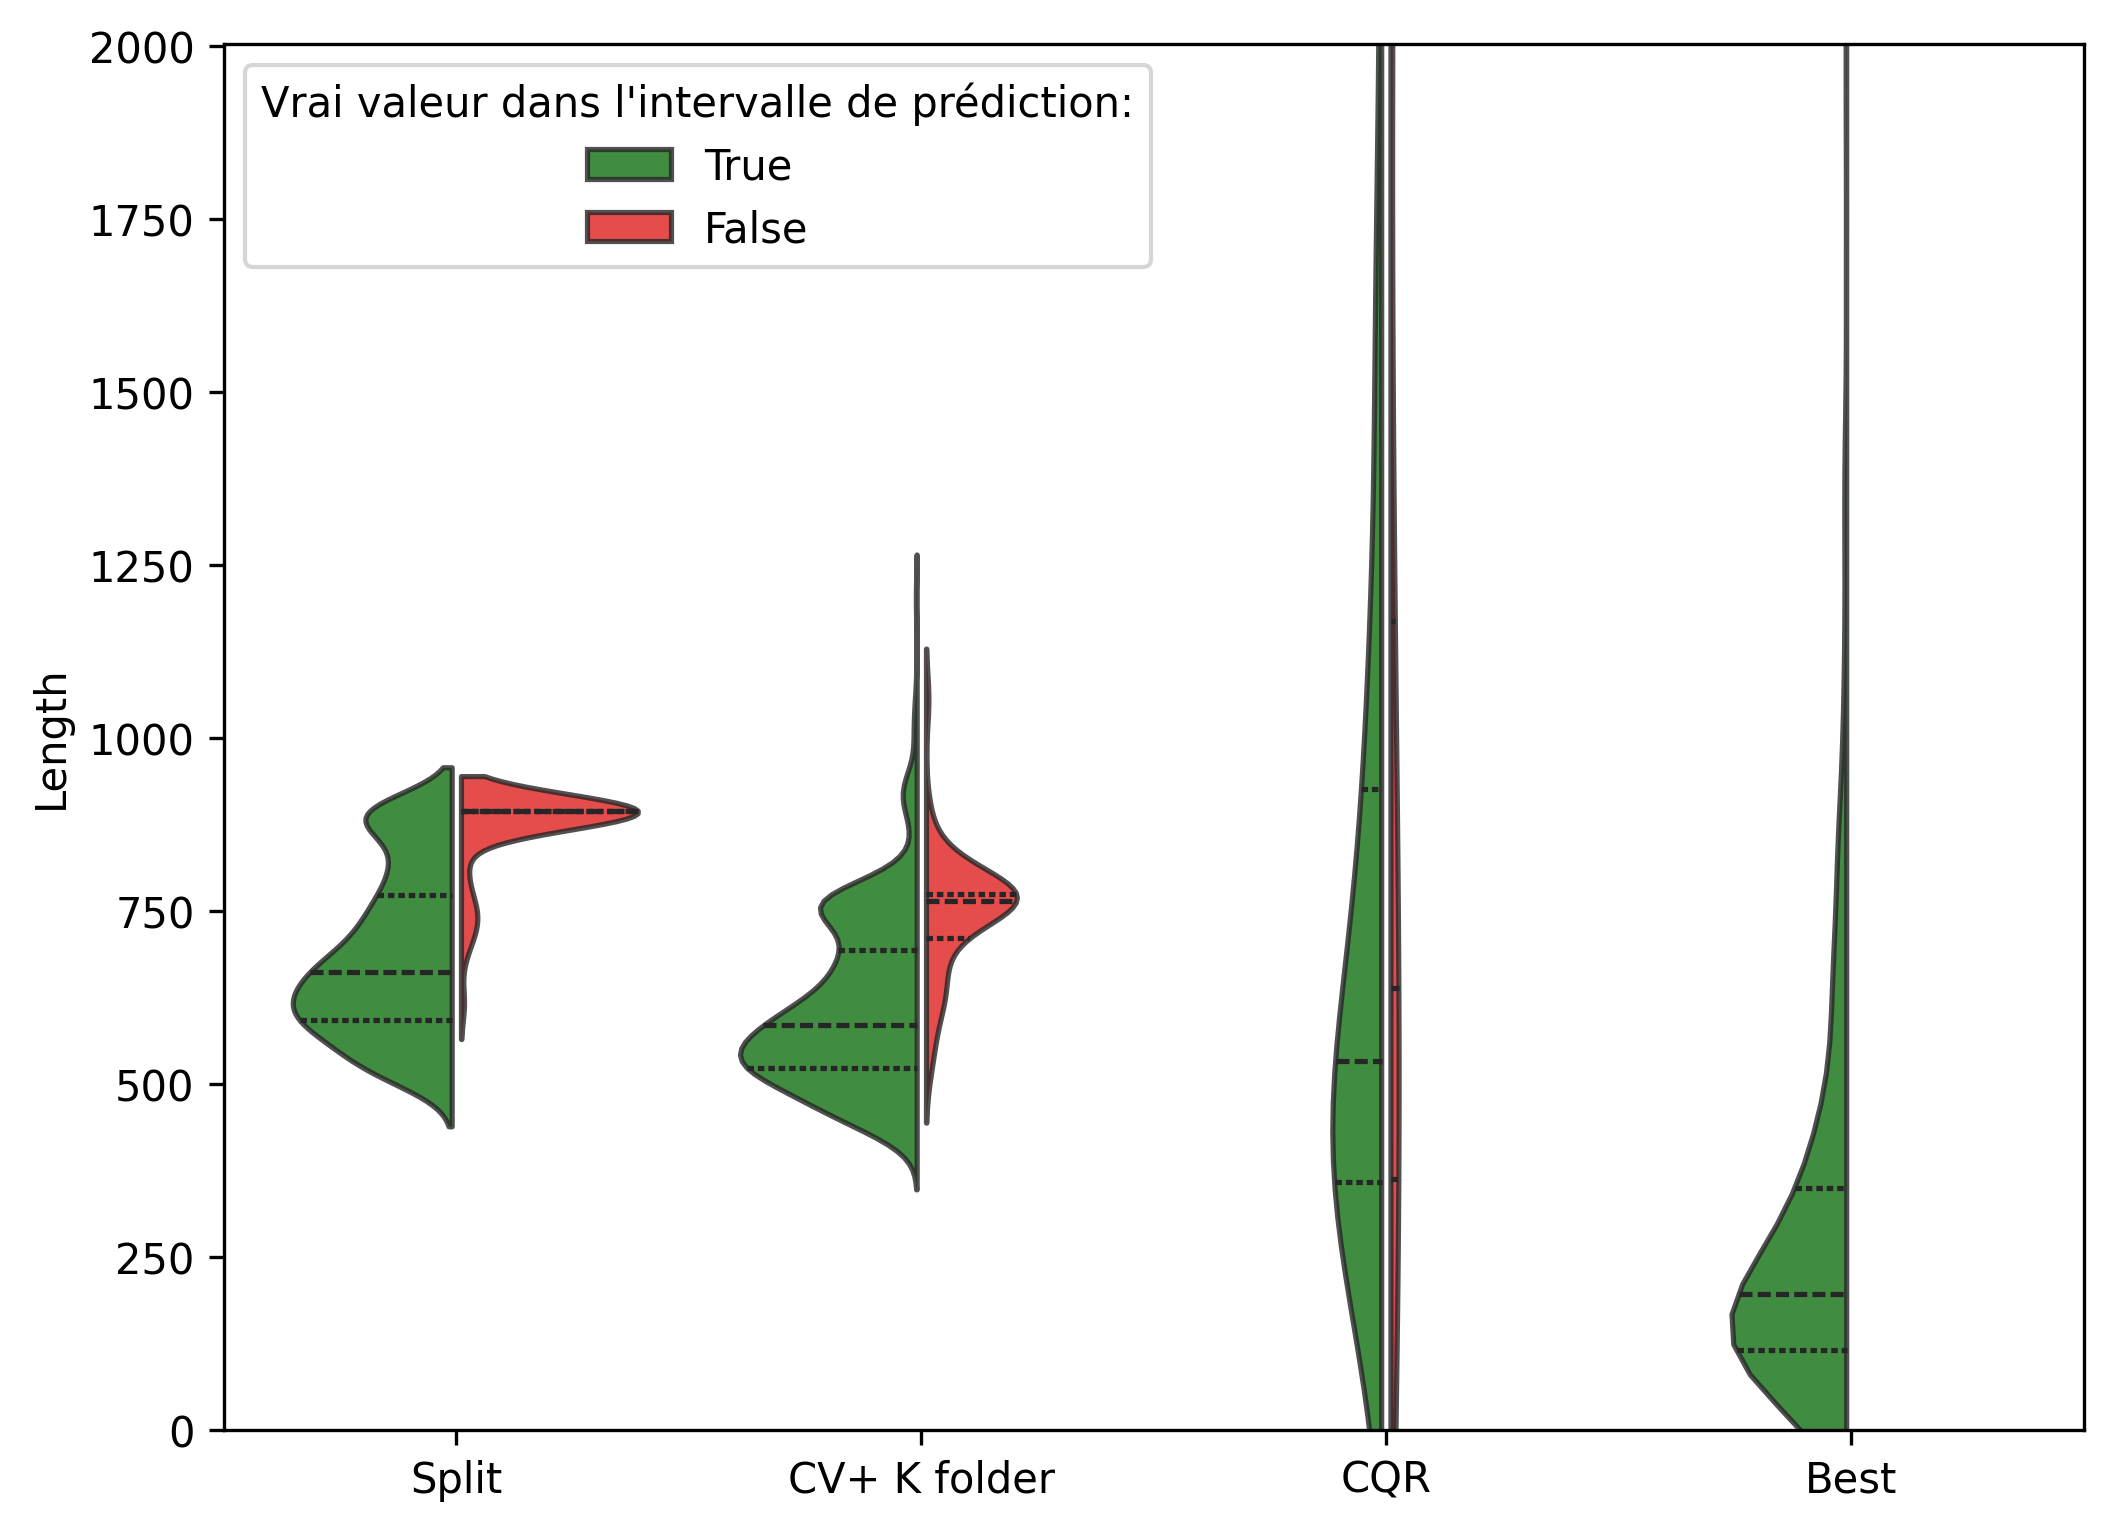 Vrai valeur dans l'intervalle de prédiction:
True
False
2000
1750
1500
1250
1000
750
500
250
0
Length
Split
CV+ K folder
CQR
Best